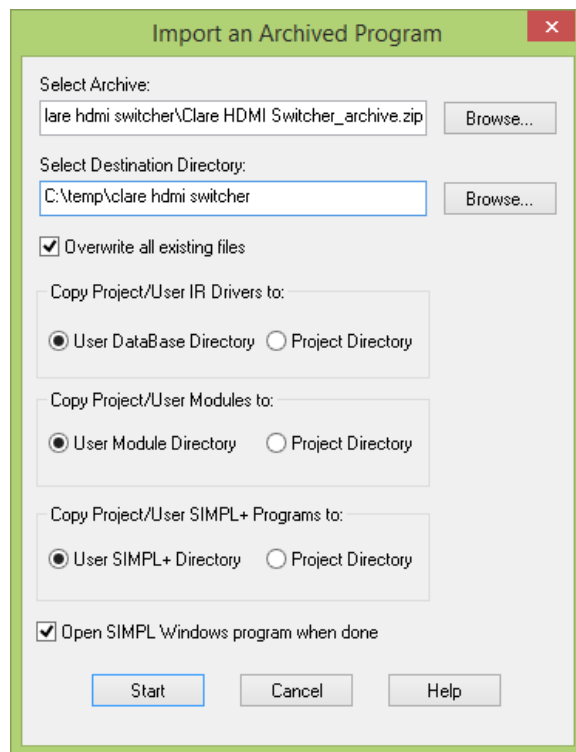 Import an Archived Program
Select Archive:
lare hdmi switcher\Clare HDMI Switcher_archive.zip
Browse...
Select Destination Directory:
C:\temp\clare hdmi switcher
Browse...
Overwrite all existing files
Copy Project/User IR Drivers to:
User DataBase Directory Project Directory
Copy Project/User Modules to:
User Module Directory Project Directory
Copy Project/User SIMPL+ Programs to:
User SIMPL+ Directory Project Directory
Open SIMPL Windows program when done
Start Cancel Help